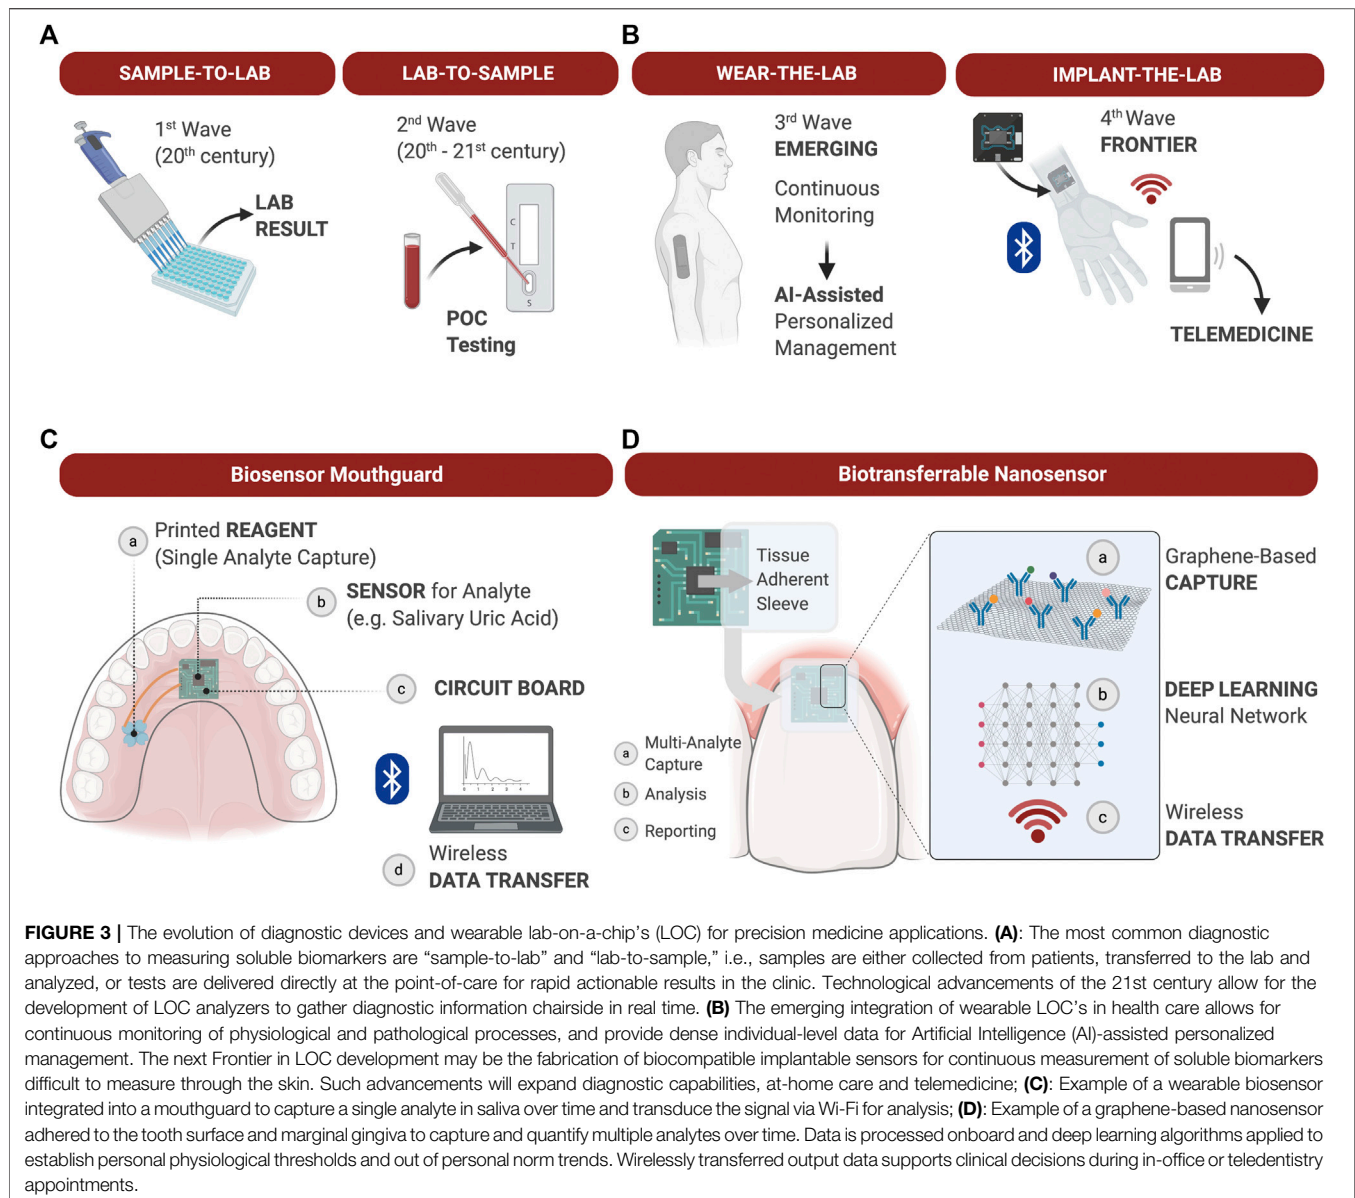 A
SAMPLE-TO-LAB
1st Wave
(20th century)
LAB
RESULT
LAB-TO-SAMPLE
2nd Wave
(20th - 21st century)
C
T
S
POC
Testing
B
WEAR-THE-LAB
3rd Wave
EMERGING
Continuous
Monitoring
AI-Assisted
Personalized
Management
IMPLANT-THE-LAB
4th Wave
FRONTIER
TELEMEDICINE
C
Biosensor Mouthguard
a
Printed REAGENT
(Single Analyte Capture)
b
SENSOR for Analyte
(e.g. Salivary Uric Acid)
c
CIRCUIT BOARD
0 1 2 3 4
d
Wireless
DATA TRANSFER
D
Biotransferrable Nanosensor
Tissue
Adherent
Sleeve
a
Multi-Analyte
Capture
b
Analysis
c
Reporting
a
Graphene-Based
CAPTURE
b
DEEP LEARNING
Neural Network
c
Wireless
DATA TRANSFER
FIGURE 3 | The evolution of diagnostic devices and wearable lab-on-a-chip's (LOC) for precision medicine applications. (A): The most common diagnostic
approaches to measuring soluble biomarkers are “sample-to-lab” and “lab-to-sample,” i.e., samples are either collected from patients, transferred to the lab and
analyzed, or tests are delivered directly at the point-of-care for rapid actionable results in the clinic. Technological advancements of the 21st century allow for the
development of LOC analyzers to gather diagnostic information chairside in real time. (B) The emerging integration of wearable LOC's in health care allows for
continuous monitoring of physiological and pathological processes, and provide dense individual-level data for Artificial Intelligence (AI)-assisted personalized
management. The next Frontier in LOC development may be the fabrication of biocompatible implantable sensors for continuous measurement of soluble biomarkers
difficult to measure through the skin. Such advancements will expand diagnostic capabilities, at-home care and telemedicine; (C): Example of a wearable biosensor
integrated into a mouthguard to capture a single analyte in saliva over time and transduce the signal via Wi-Fi for analysis; (D): Example of a graphene-based nanosensor
adhered to the tooth surface and marginal gingiva to capture and quantify multiple analytes over time. Data is processed onboard and deep learning algorithms applied to
establish personal physiological thresholds and out of personal norm trends. Wirelessly transferred output data supports clinical decisions during in-office or teledentistry
appointments.